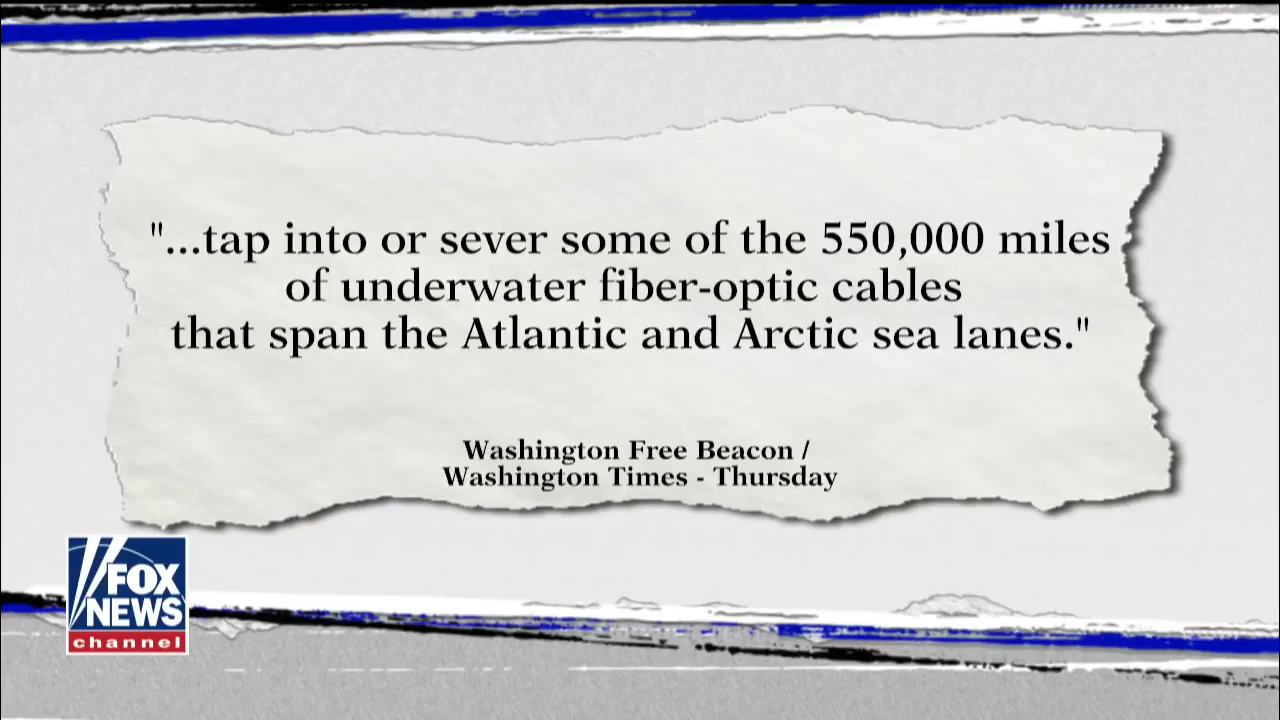 "...tap into or sever some of the 550,000 miles
of underwater fiber-optic cables
that span the Atlantic and Arctic sea lanes."
Washington Free Beacon /
Washington Times - Thursday
FOX
NEWS
channel